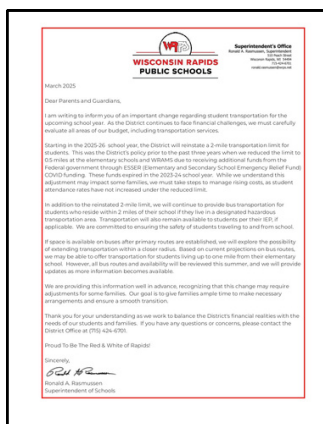 WRPS
WISCONSIN RAPIDS
PUBLIC SCHOOLS
Superintendent's Office
Ronald A. Rasmussen, Superintendent
510 Peach Street
Wisconsin Rapids, WI 54494
715-424-6701
March 2025
Dear Parents and Guardians,
I am writing to inform you of an important change regarding student transportation for the
upcoming school year. As the District continues to face financial challenges, we must carefully
evaluate all areas of our budget, including transportation services.
Starting in the 2025-26 school year, the District will reinstate a 2-mile transportation limit for
students. This was the District's policy prior to the past three years when we reduced the limit to
0.5 miles at the elementary schools and WRAMS due to receiving additional funds from the
Federal government through ESSER (Elementary and Secondary School Emergency Relief Fund)
COVID funding. These funds expired in the 2023-24 school year. While we understand this
adjustment may impact some families, we must take steps to manage rising costs, as student
attendance rates have not increased under the reduced limit.
In addition to the reinstated 2-mile limit, we will continue to provide bus transportation for
students who reside within 2 miles of their school if they live in a designated hazardous
transportation area. Transportation will also remain available to students per their IEP, if
applicable. We are committed to ensuring the safety of students traveling to and from school.
If space is available on buses after primary routes are established, we will explore the possibility
of extending transportation within a closer radius. Based on current projections on bus routes,
we may be able to offer transportation for students living up to one mile from their elementary
school. However, all bus routes and availability will be reviewed this summer, and we will provide
updates as more information becomes available.
We are providing this information well in advance, recognizing that this change may require
adjustments for some families. Our goal is to give families ample time to make necessary
arrangements and ensure a smooth transition.
Thank you for your understanding as we work to balance the District's financial realities with the
needs of our students and families. If you have any questions or concerns, please contact the
District Office at (715) 424-6701.
Proud To Be The Red & White of Rapids!
Sincerely,
Ronald A. Rasmussen
Superintendent of Schools